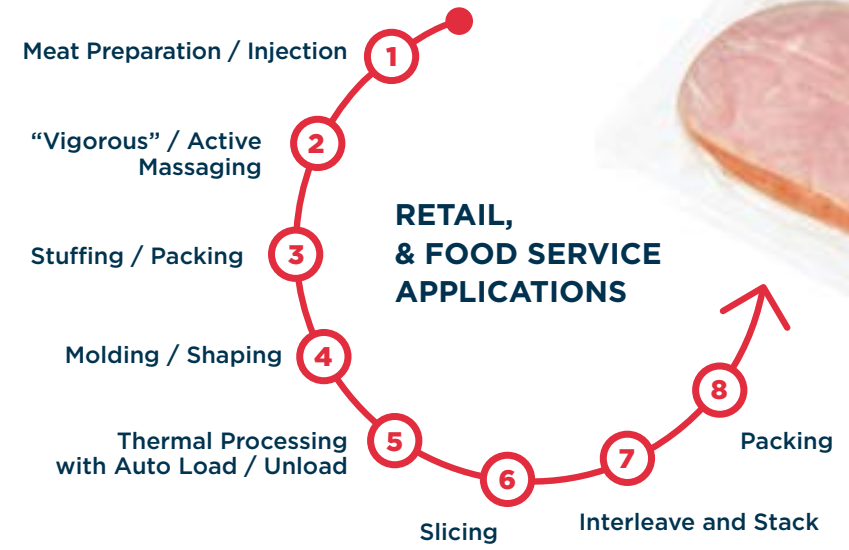 Meat Preparation / Injection
1
“Vigorous” / Active
Massaging
2
Stuffing / Packing
3
Molding / Shaping
4
Thermal Processing
with Auto Load / Unload
5
6
Slicing
7
Interleave and Stack
8
Packing
RETAIL,
& FOOD SERVICE
APPLICATIONS